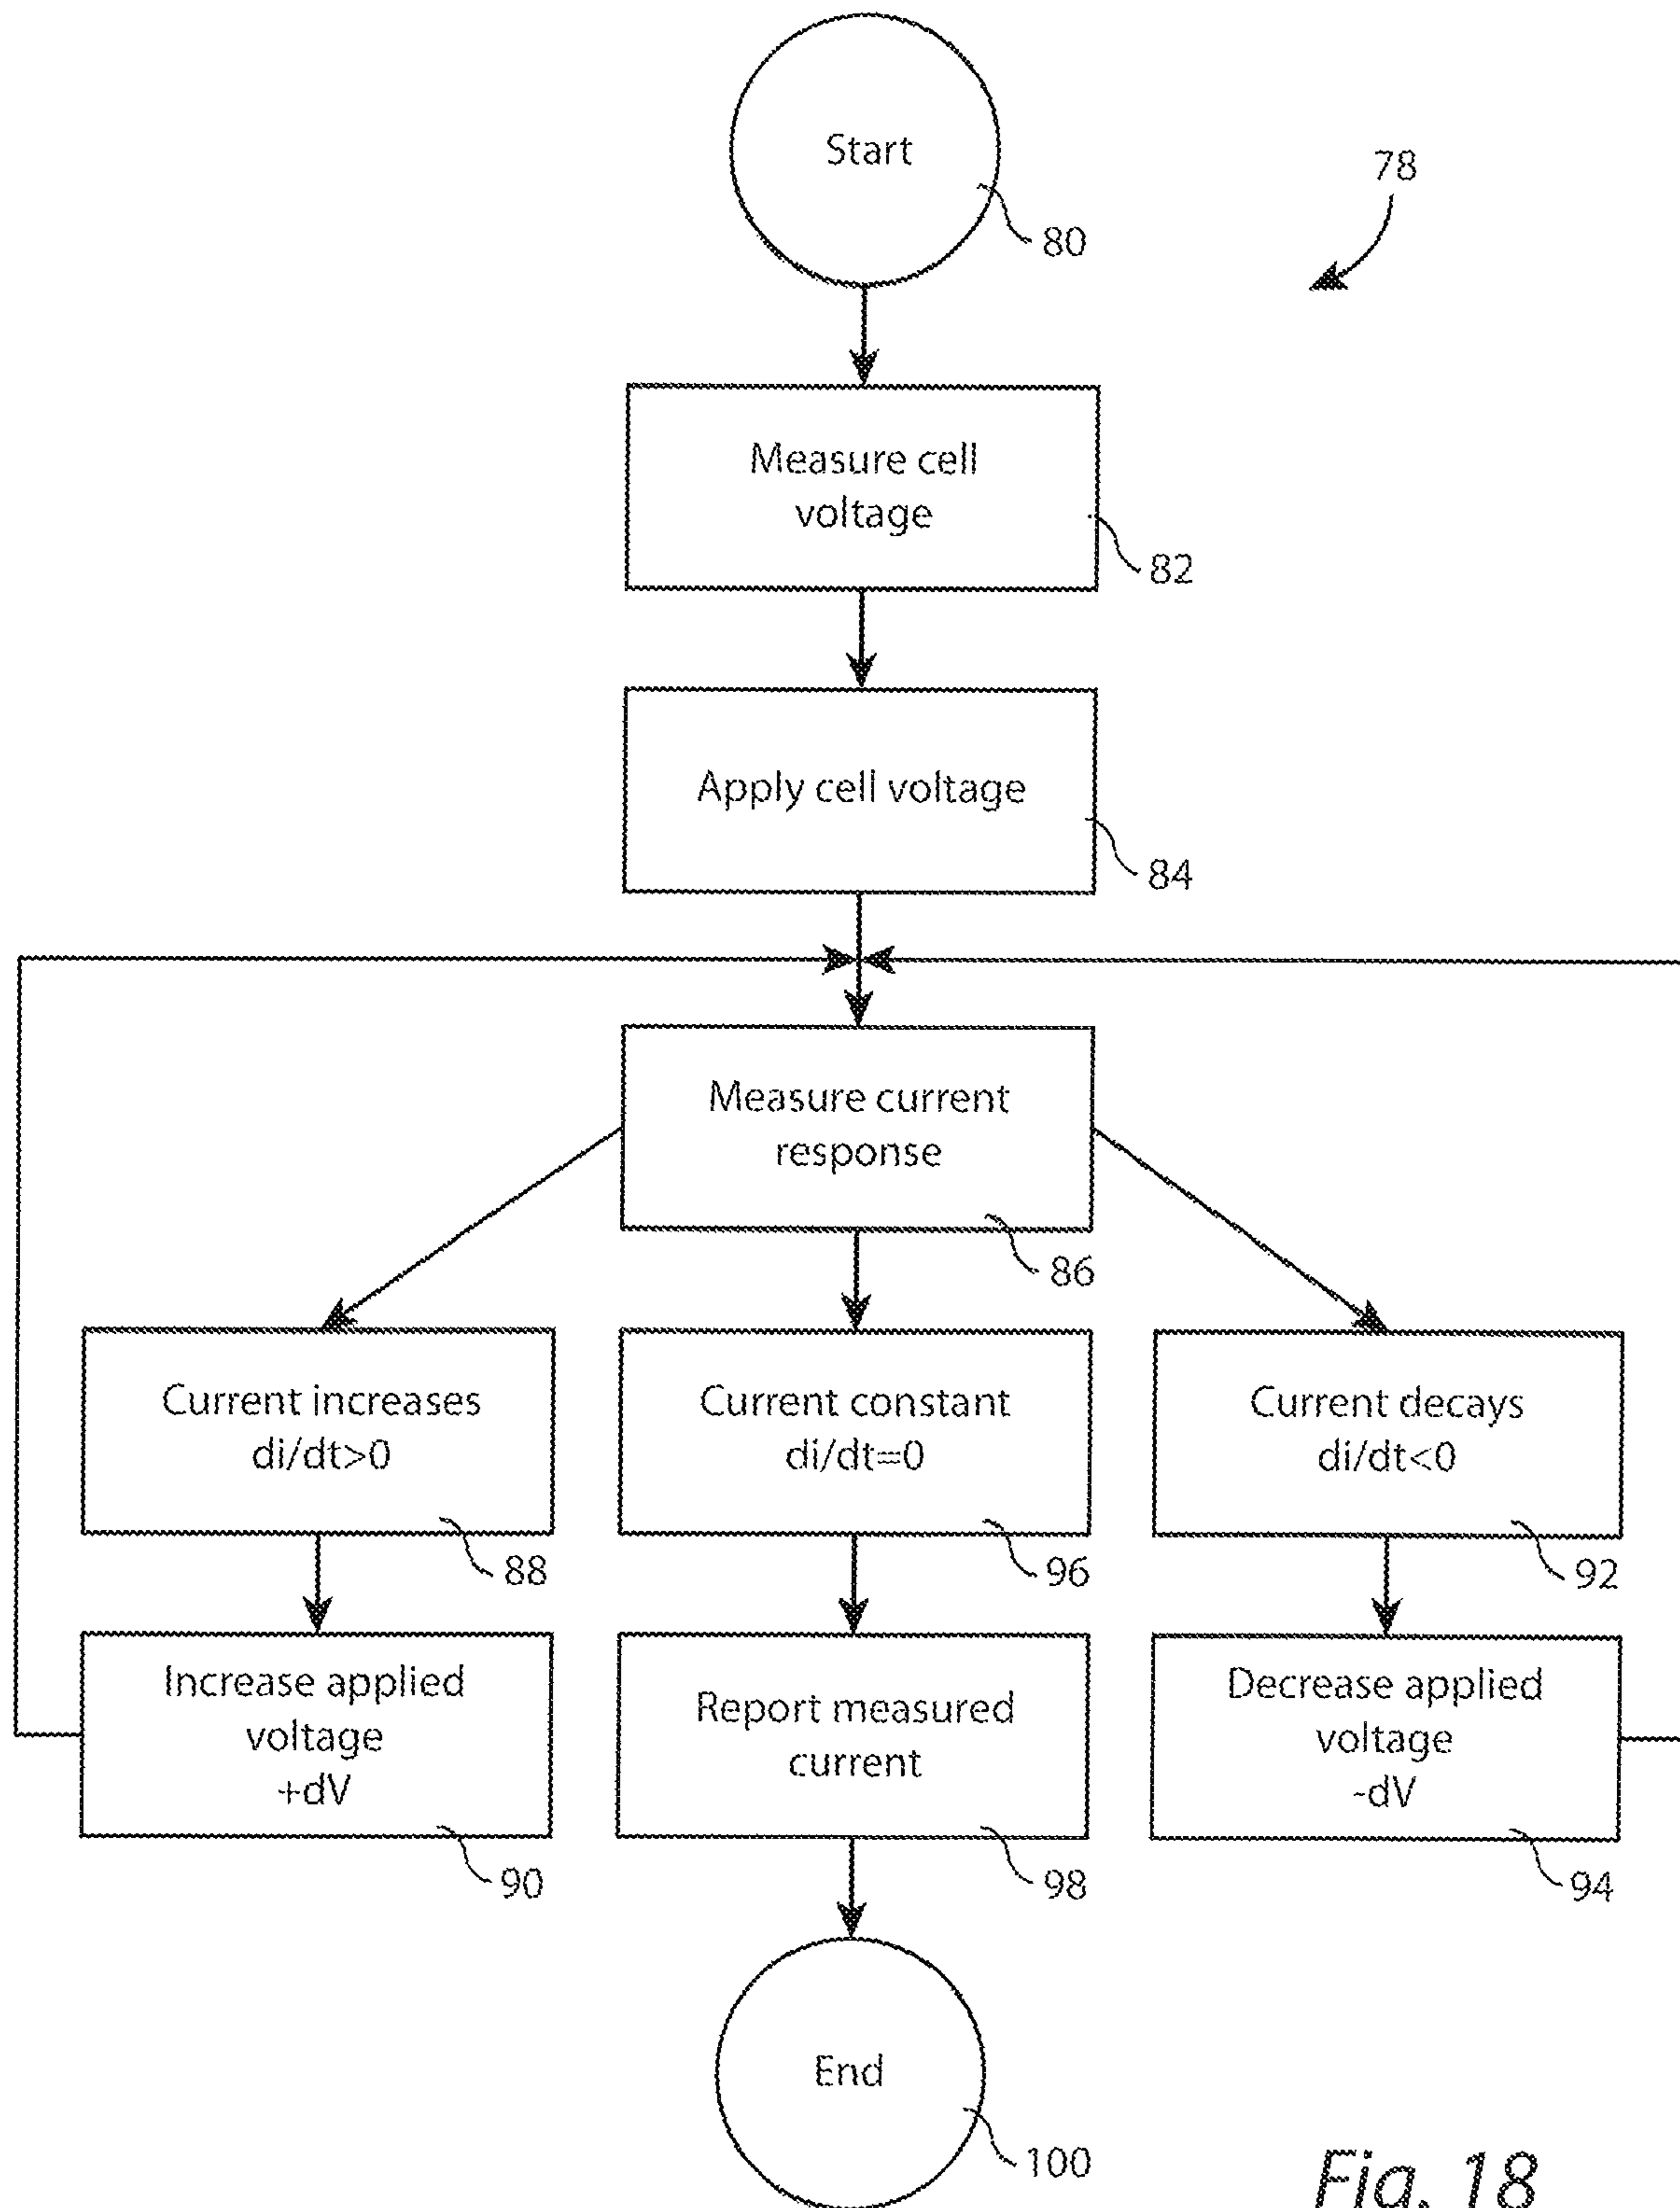 Start
78
80
Measure cell
voltage
82
Apply cell voltage
84
Measure current
response
86
Current increases
di/dt>0
88
Current constant
di/dt=0
96
Current decays
di/dt<0
92
Increase applied
voltage
+dV
90
Report measured
current
98
Decrease applied
voltage
-dV
94
End
100
Fig. 18